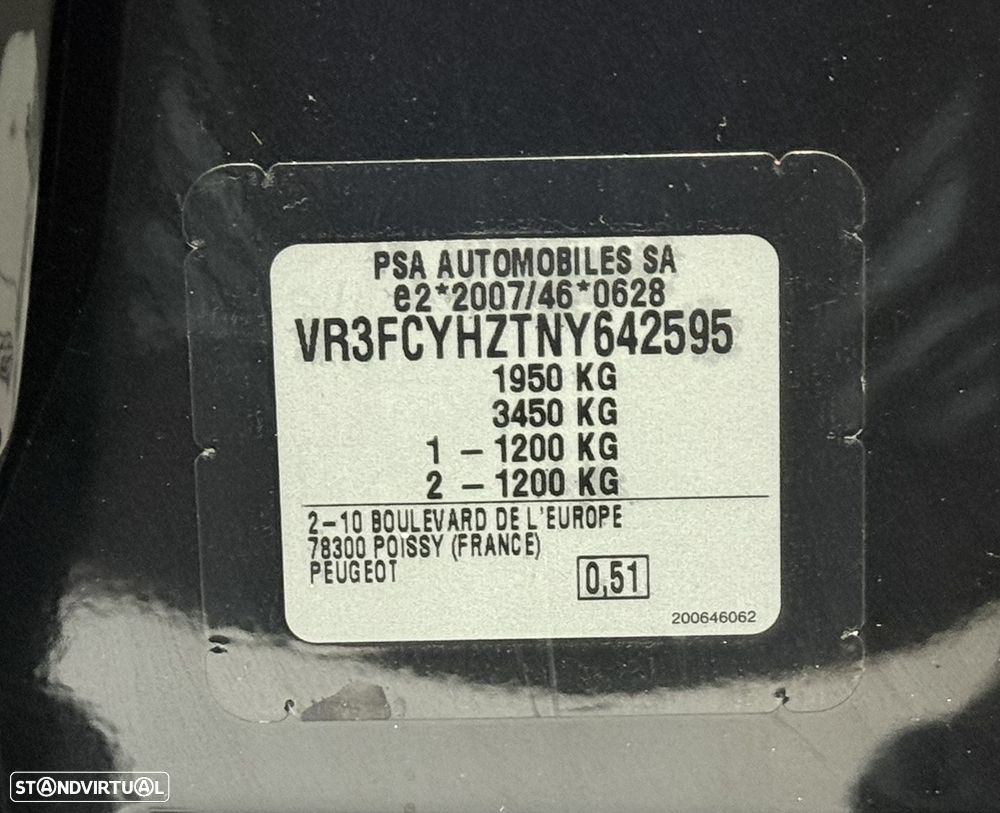 PSA AUTOMOBILES SA
e2*2007/46*0628
VR3FCYHZTNY642595
1950 KG
3450 KG
1 - 1200 KG
2 - 1200 KG
2-10 BOULEVARD DE L'EUROPE
78300 POISSY (FRANCE)
PEUGEOT
0,51
200646062
STANDVIRTUAL